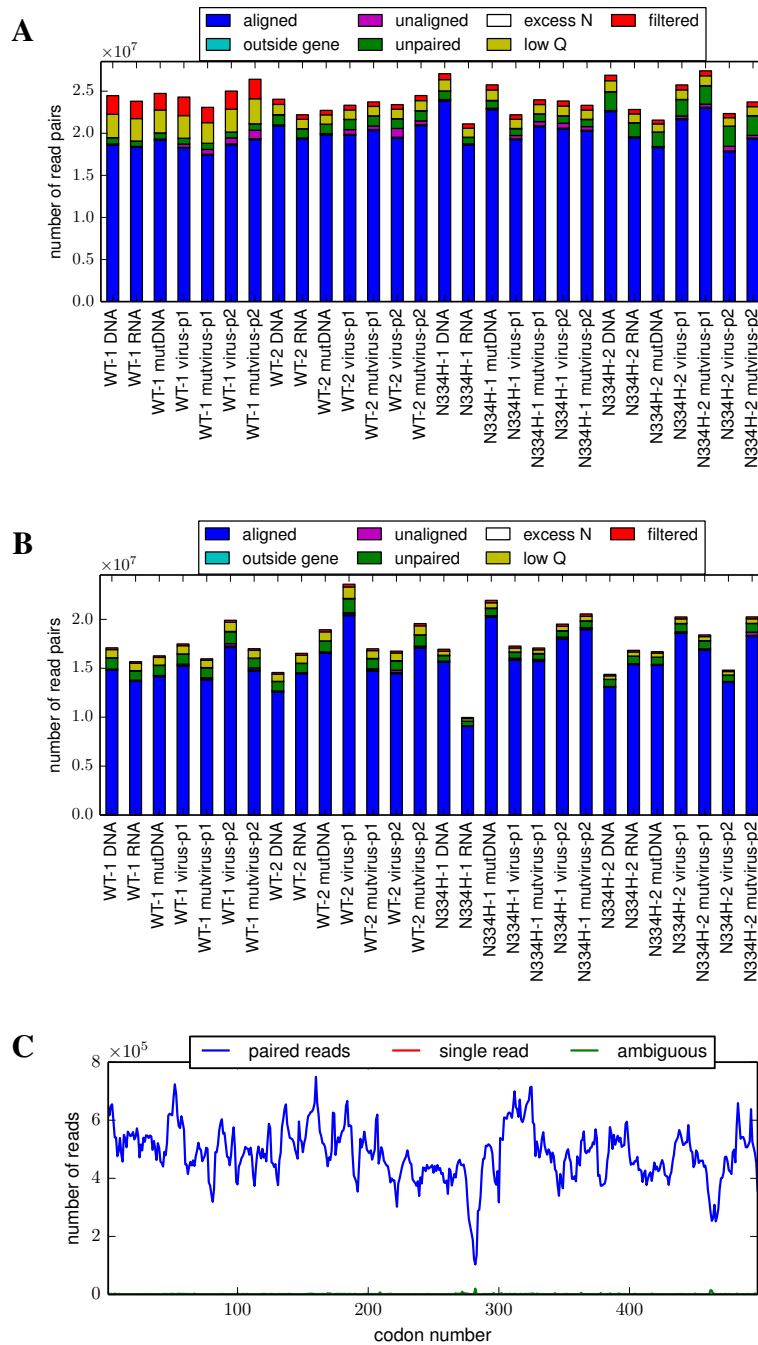 A
aligned
unaligned
excess N
filtered
outside gene
unpaired
low Q
×10^7
number of read pairs
2.5
2.0
1.5
1.0
0.5
0.0
WT-1 DNA
WT-1 RNA
WT-1 mutDNA
WT-1 virus-p1
WT-1 mutvirus-p1
WT-1 virus-p2
WT-1 mutvirus-p2
WT-2 DNA
WT-2 RNA
WT-2 mutDNA
WT-2 virus-p1
WT-2 mutvirus-p1
WT-2 virus-p2
WT-2 mutvirus-p2
N334H-1 DNA
N334H-1 RNA
N334H-1 mutDNA
N334H-1 virus-p1
N334H-1 mutvirus-p1
N334H-1 virus-p2
N334H-1 mutvirus-p2
N334H-2 DNA
N334H-2 RNA
N334H-2 mutDNA
N334H-2 virus-p1
N334H-2 mutvirus-p1
N334H-2 virus-p2
N334H-2 mutvirus-p2
B
aligned
unaligned
excess N
filtered
outside gene
unpaired
low Q
×10^7
number of read pairs
2.0
1.5
1.0
0.5
0.0
WT-1 DNA
WT-1 RNA
WT-1 mutDNA
WT-1 virus-p1
WT-1 mutvirus-p1
WT-1 virus-p2
WT-1 mutvirus-p2
WT-2 DNA
WT-2 RNA
WT-2 mutDNA
WT-2 virus-p1
WT-2 mutvirus-p1
WT-2 virus-p2
WT-2 mutvirus-p2
N334H-1 DNA
N334H-1 RNA
N334H-1 mutDNA
N334H-1 virus-p1
N334H-1 mutvirus-p1
N334H-1 virus-p2
N334H-1 mutvirus-p2
N334H-2 DNA
N334H-2 RNA
N334H-2 mutDNA
N334H-2 virus-p1
N334H-2 mutvirus-p1
N334H-2 virus-p2
N334H-2 mutvirus-p2
C
paired reads
single read
ambiguous
×10^5
number of reads
8
6
4
2
0
100
200
300
400
codon number